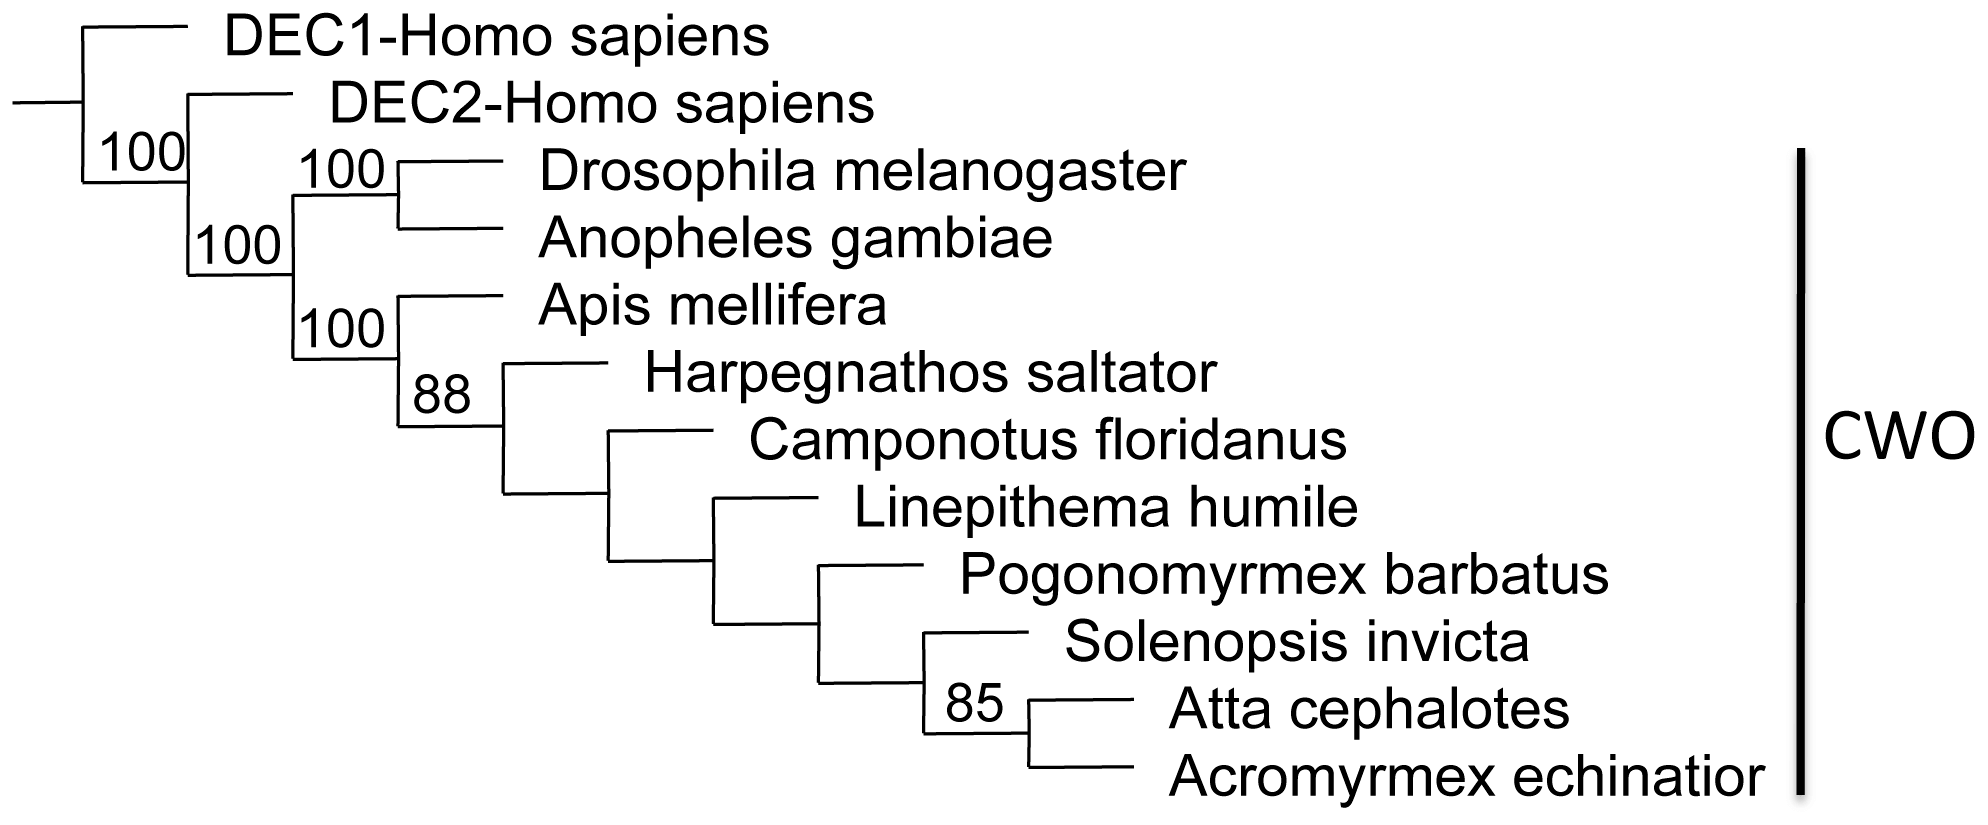 DEC1-Homo sapiens
DEC2-Homo sapiens
100
100
Drosophila melanogaster
100
Anopheles gambiae
Apis mellifera
100
Harpegnathos saltator
88
Camponotus floridanus
CWO
Linepithema humile
Pogonomyrmex barbatus
Solenopsis invicta
85
Atta cephalotes
Acromyrmex echinatior